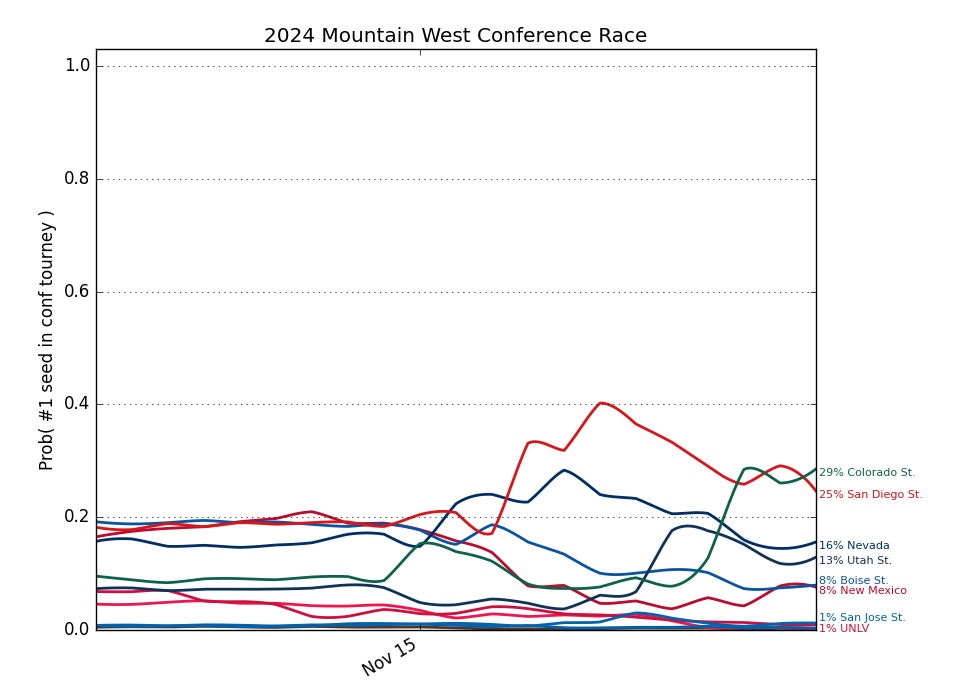 2024 Mountain West Conference Race
Prob( #1 seed in conf tourney )
1.0
0.8
0.6
0.4
0.2
0.0
Nov 15
29% Colorado St.
25% San Diego St.
16% Nevada
13% Utah St.
8% Boise St.
8% New Mexico
1% San Jose St.
1% UNLV